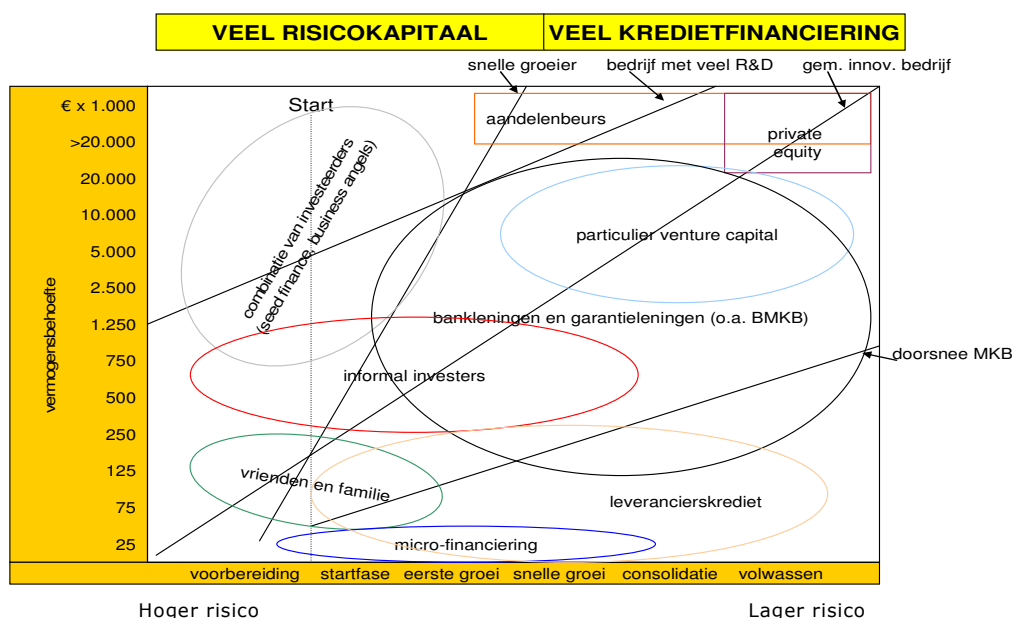 VEEL RISICOKAPITAAL
VEEL KREDIETFINANCIERING
snelle groeier
bedrijf met veel R&D
gem. innov. bedrijf
€ x 1.000
>20.000
20.000
10.000
5.000
2.500
1.250
750
500
250
125
75
25
vermogensbehoefte
Start
aandelenbeurs
private
equity
combinatie van investeerders
(seed finance, business angels)
particulier venture capital
bankleningen en garantieleningen (o.a. BMKB)
doorsnee MKB
informal investers
vrienden en familie
leverancierskrediet
micro-financiering
voorbereiding
startfase
eerste groei
snelle groei
consolidatie
volwassen
Hoger risico
Lager risico